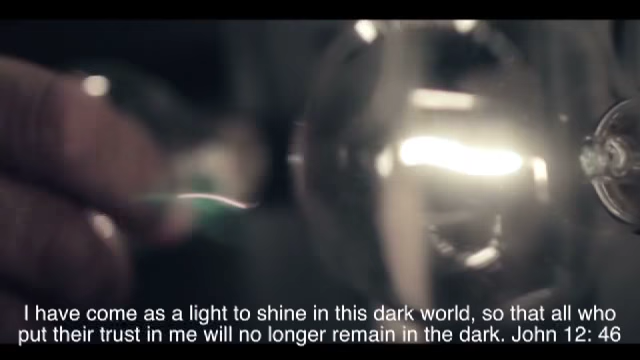 I have come as a light to shine in this dark world, so that all who
put their trust in me will no longer remain in the dark. John 12: 46